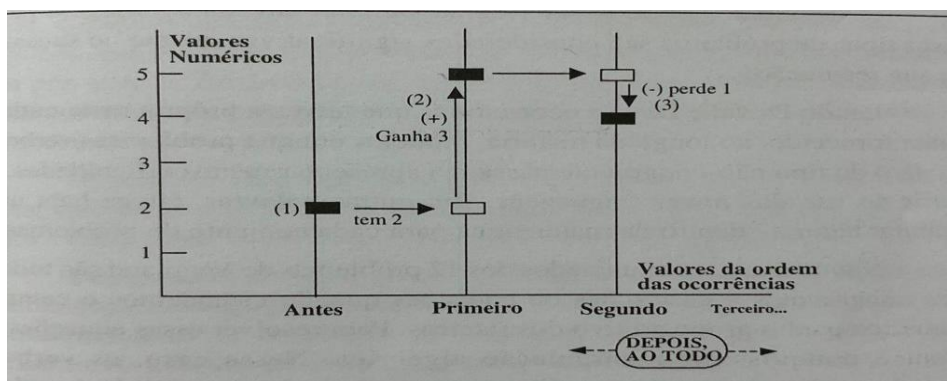 Valores
Numéricos
5
4
3
2
1
(1)
tem 2
(2)
(+)
Ganha 3
(-) perde 1
(3)
Valores da ordem
das ocorrências
Antes
Primeiro
Segundo
Terceiro...
DEPOIS,
AO TODO